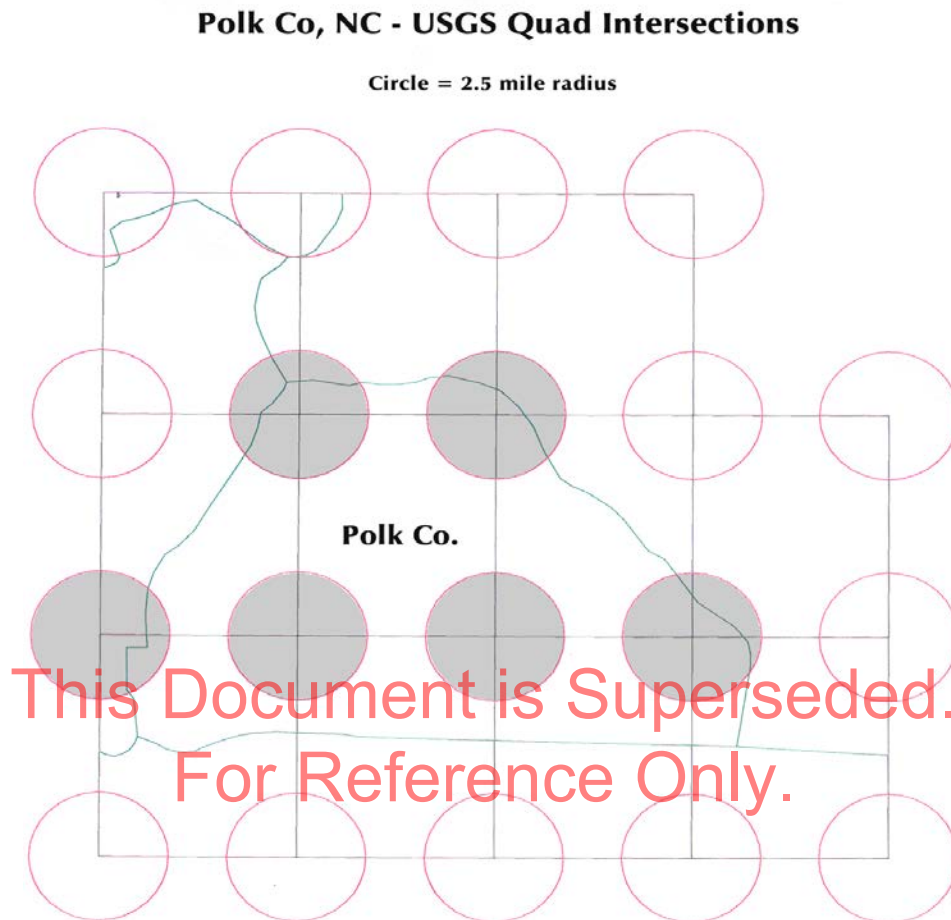 Polk Co, NC - USGS Quad Intersections
Circle = 2.5 mile radius
Polk Co.
This Document is Superseded.
For Reference Only.